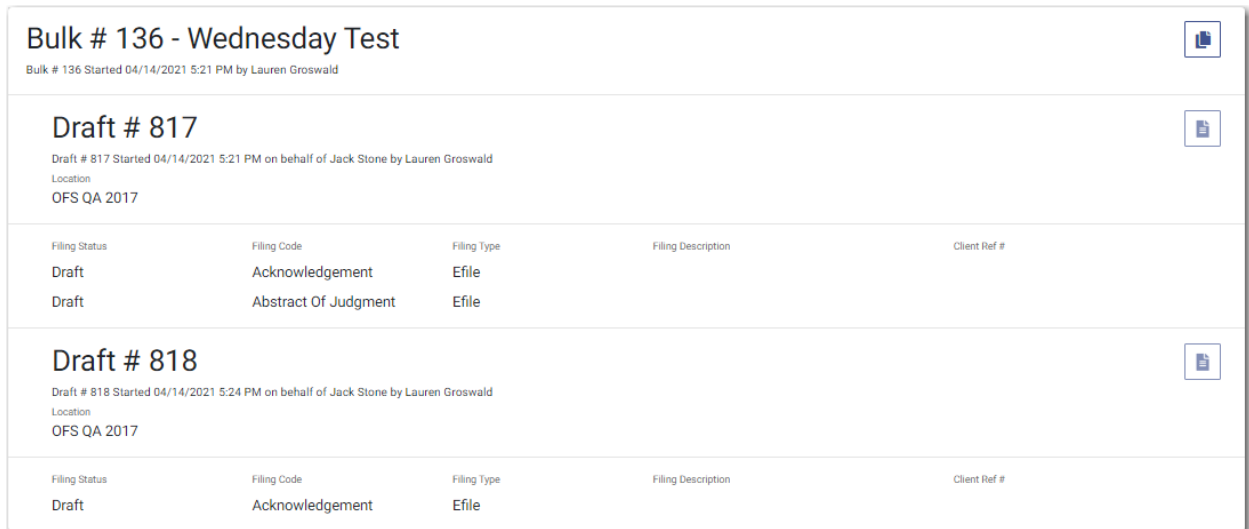 Bulk # 136 - Wednesday Test
Bulk # 136 Started 04/14/2021 5:21 PM by Lauren Groswald
Draft # 817
Draft # 817 Started 04/14/2021 5:21 PM on behalf of Jack Stone by Lauren Groswald
Location
OFS QA 2017
Filing Status Filing Code Filing Type Filing Description Client Ref #
Draft Acknowledgement Efile
Draft Abstract Of Judgment Efile
Draft # 818
Draft # 818 Started 04/14/2021 5:24 PM on behalf of Jack Stone by Lauren Groswald
Location
OFS QA 2017
Filing Status Filing Code Filing Type Filing Description Client Ref #
Draft Acknowledgement Efile